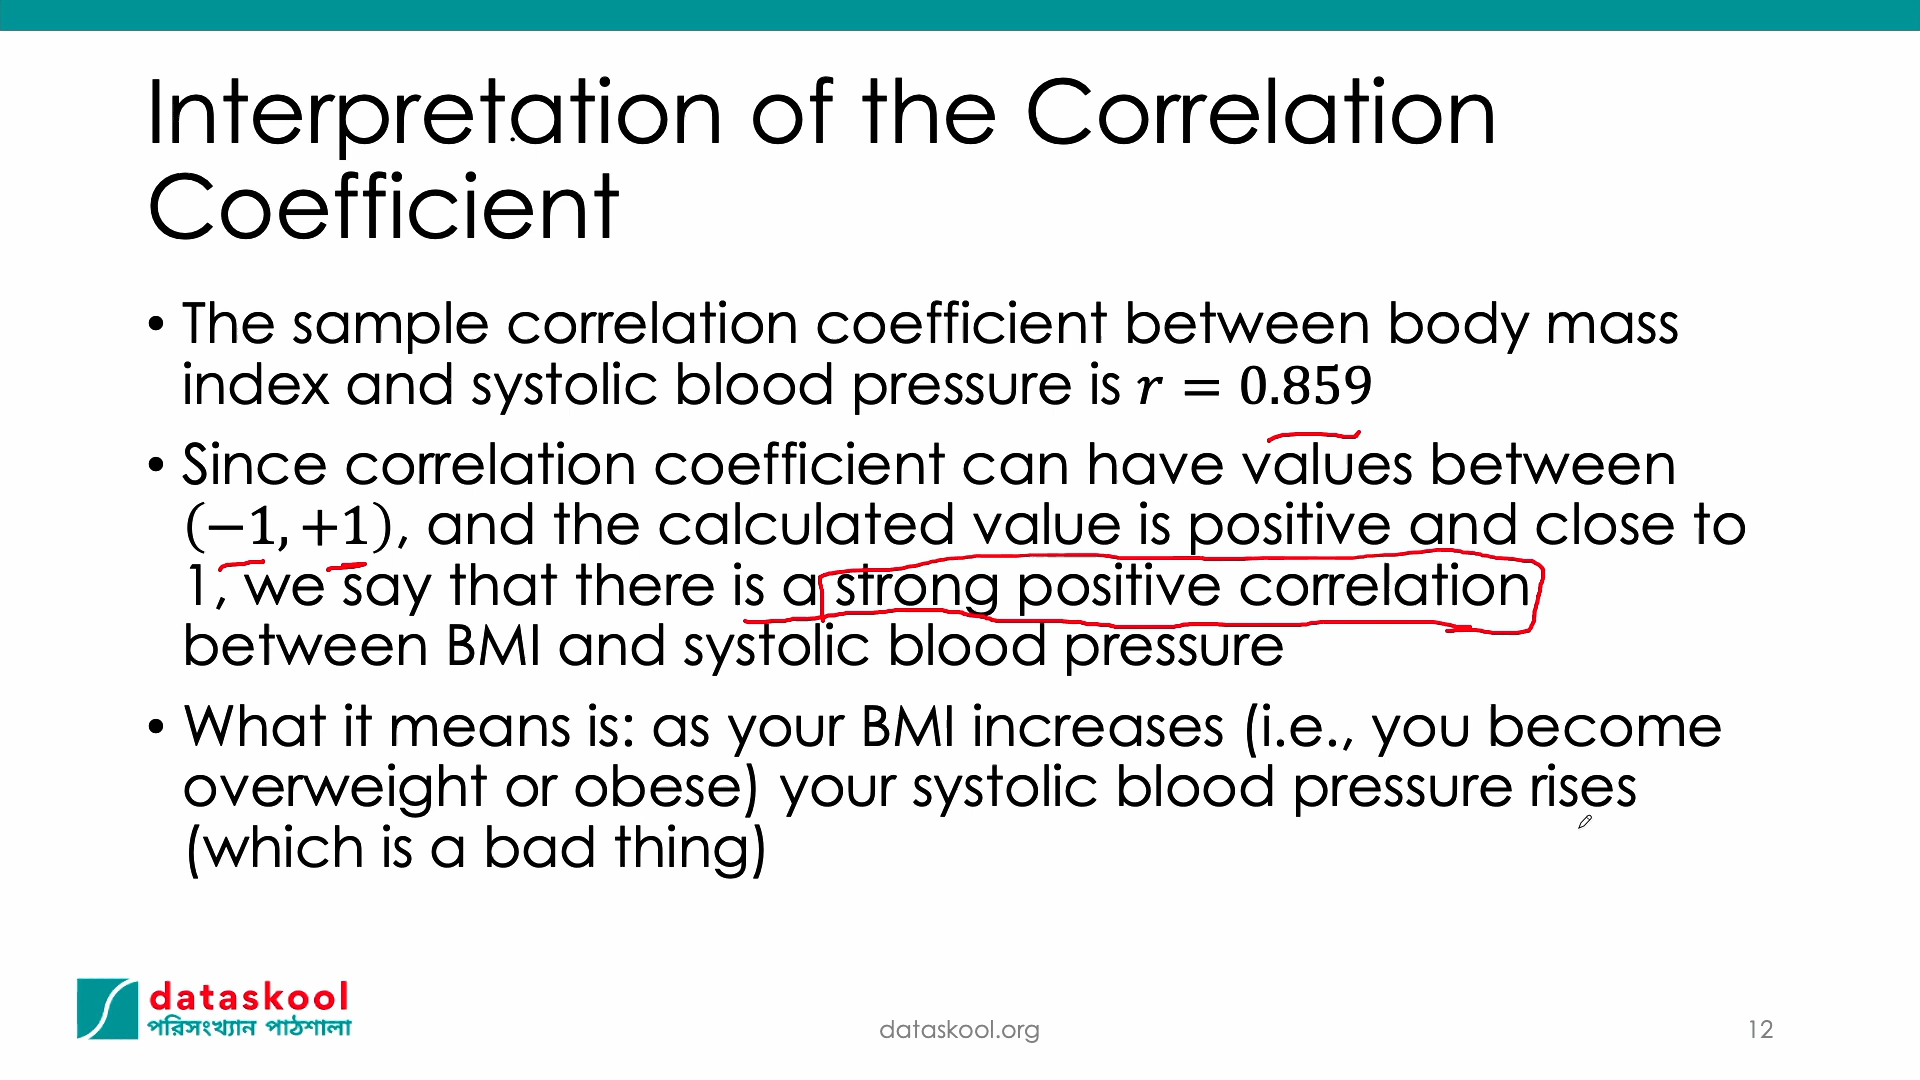 Interpretation of the Correlation
Coefficient
• The sample correlation coefficient between body mass
index and systolic blood pressure is r = 0.859
• Since correlation coefficient can have values between
(−1, +1), and the calculated value is positive and close to
1, we say that there is a strong positive correlation
between BMI and systolic blood pressure
• What it means is: as your BMI increases (i.e., you become
overweight or obese) your systolic blood pressure rises
(which is a bad thing)
dataskool
পরিসংখ্যান পাঠশালা
dataskool.org
12